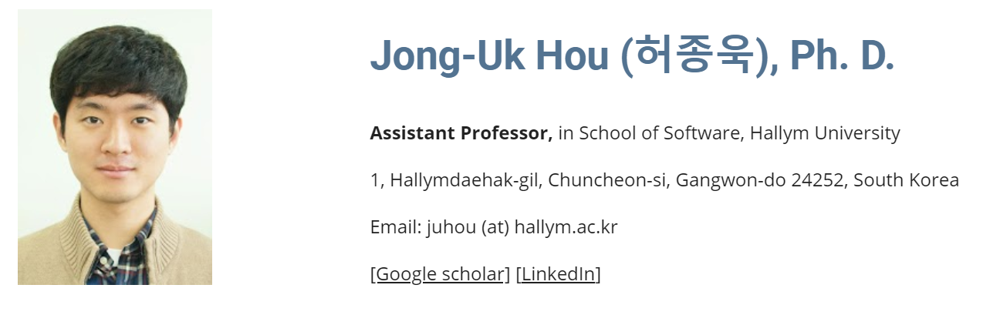 Jong-Uk Hou (허종욱), Ph. D.
Assistant Professor, in School of Software, Hallym University
1, Hallymdaehak-gil, Chuncheon-si, Gangwon-do 24252, South Korea
Email: juhou (at) hallym.ac.kr
[Google scholar] [LinkedIn]